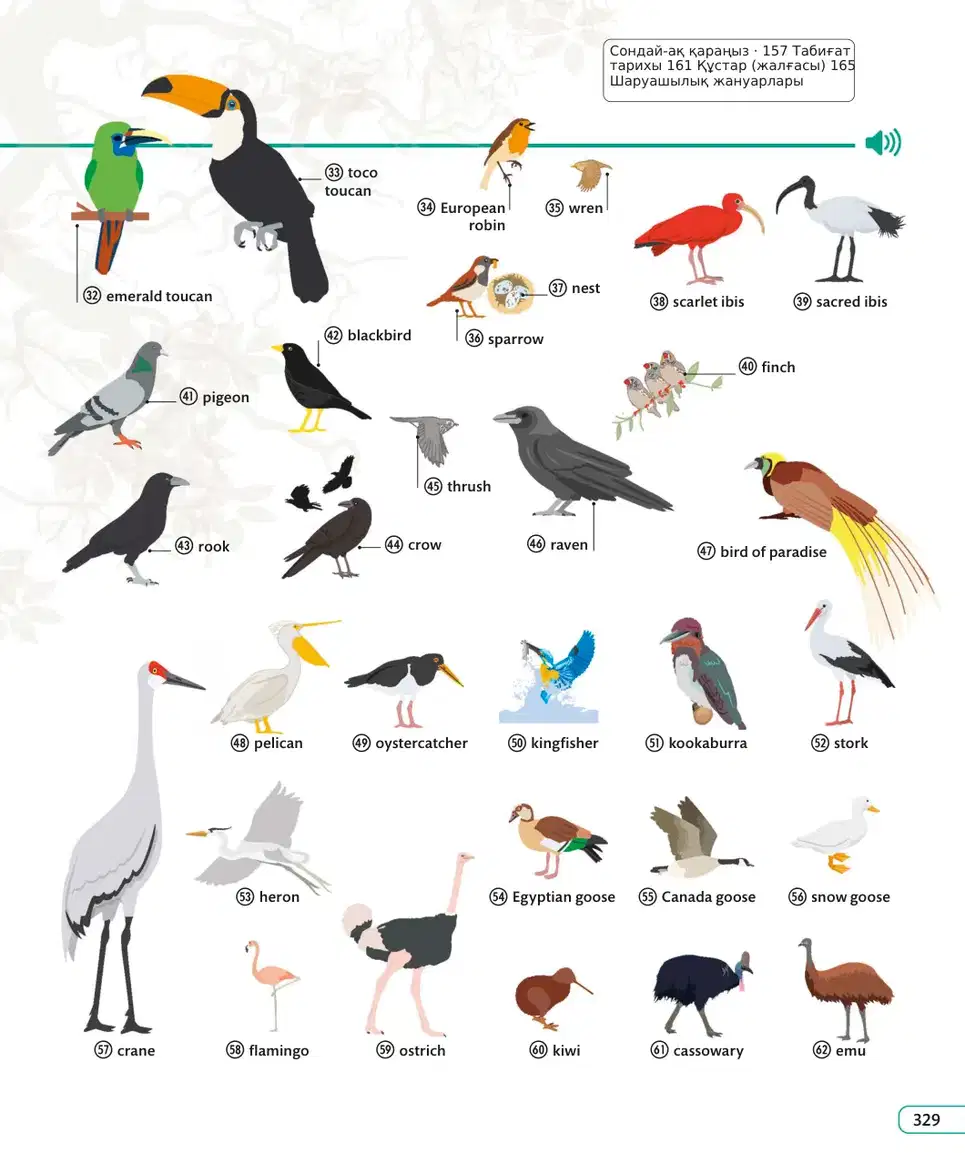 Сондай-ақ қараңыз · 157 Табиғат
тарихы 161 Құстар (жалғасы) 165
Шаруашылық жануарлары
33 toco
toucan
34 European
robin
35 wren
32 emerald toucan
37 nest
38 scarlet ibis
39 sacred ibis
36 sparrow
42 blackbird
40 finch
41 pigeon
45 thrush
43 rook
44 crow
46 raven
47 bird of paradise
48 pelican
49 oystercatcher
50 kingfisher
51 kookaburra
52 stork
53 heron
54 Egyptian goose
55 Canada goose
56 snow goose
57 crane
58 flamingo
59 ostrich
60 kiwi
61 cassowary
62 emu
329